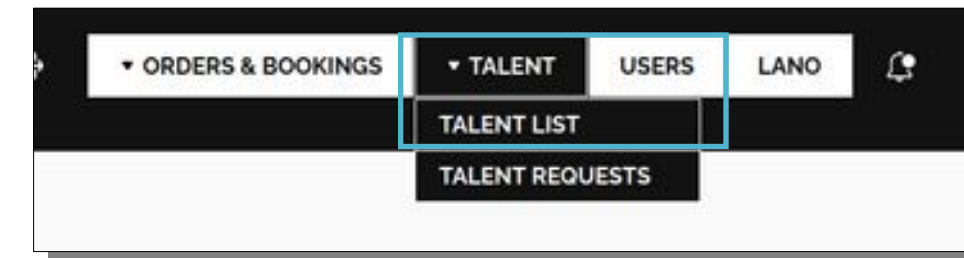 ORDERS & BOOKINGS TALENT USERS LANO
TALENT LIST
TALENT REQUESTS